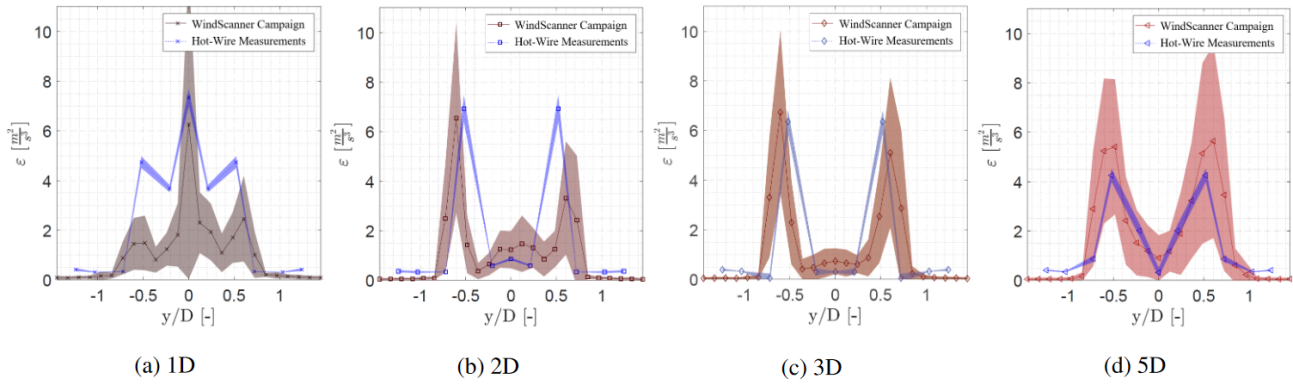 WindScanner Campaign
Hot-Wire Measurements
ε [m²/s³]
10
8
6
4
2
0
-1 -0.5 0 0.5 1
y/D [-]
(a) 1D
WindScanner Campaign
Hot-Wire Measurements
ε [m²/s³]
10
8
6
4
2
0
-1 -0.5 0 0.5 1
y/D [-]
(b) 2D
WindScanner Campaign
Hot-Wire Measurements
ε [m²/s³]
10
8
6
4
2
0
-1 -0.5 0 0.5 1
y/D [-]
(c) 3D
WindScanner Campaign
Hot-Wire Measurements
ε [m²/s³]
10
8
6
4
2
0
-1 -0.5 0 0.5 1
y/D [-]
(d) 5D